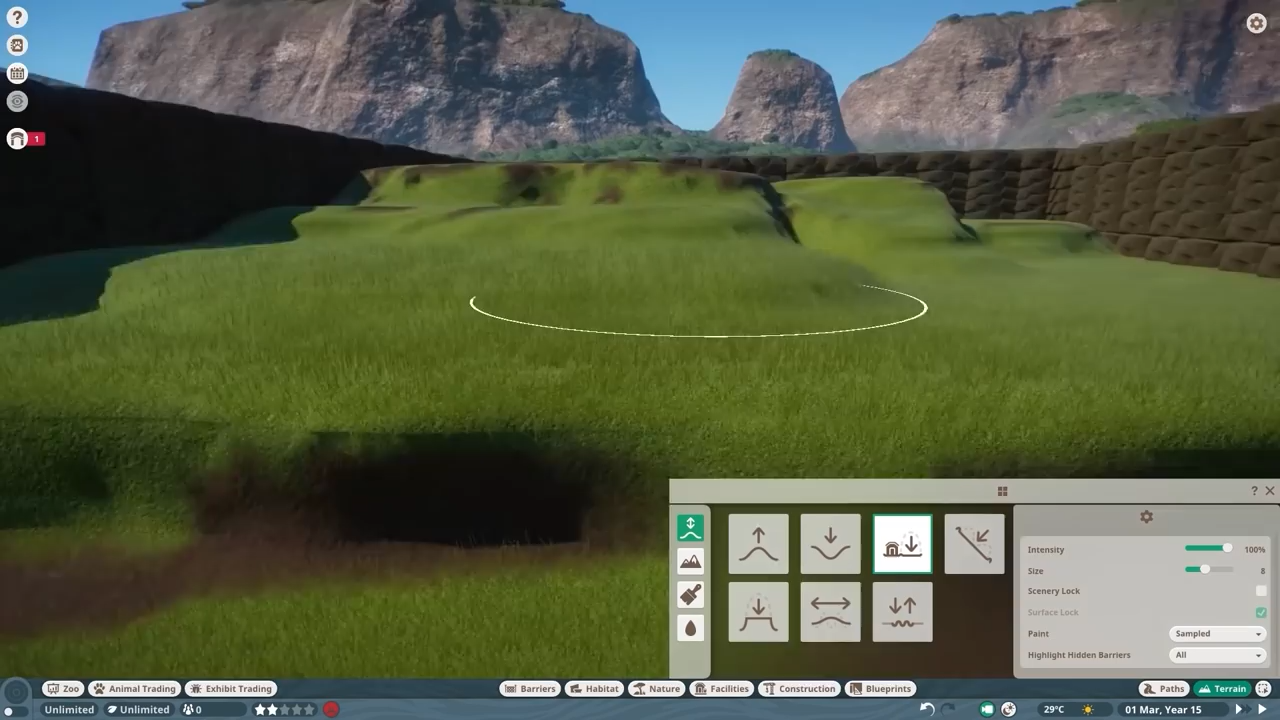 ?
1
? ×
Intensity 100%
Size 8
Scenery Lock
Surface Lock
Paint Sampled
Highlight Hidden Barriers All
Zoo Animal Trading Exhibit Trading Barriers Habitat Nature Facilities Construction Blueprints Paths Terrain
Unlimited Unlimited 0 29°C 01 Mar, Year 15